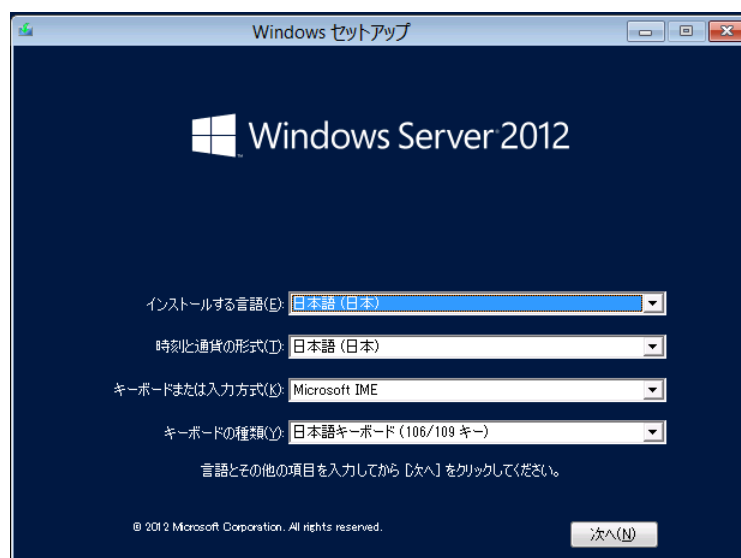 Windows セットアップ
Windows Server 2012
インストールする言語(E): 日本語 (日本)
時刻と通貨の形式(T): 日本語 (日本)
キーボードまたは入力方式(K): Microsoft IME
キーボードの種類(Y): 日本語キーボード (106/109 キー)
言語とその他の項目を入力してから [次へ] をクリックしてください。
© 2012 Microsoft Corporation. All rights reserved.
次へ(N)